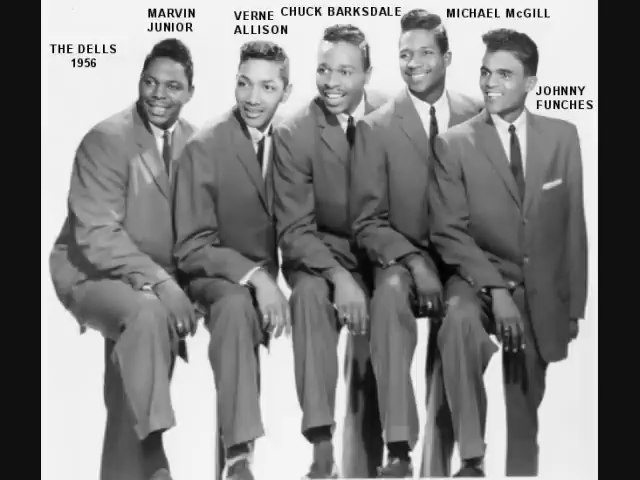 THE DELLS
1956
MARVIN
JUNIOR
VERNE
ALLISON
CHUCK BARKSDALE
MICHAEL McGILL
JOHNNY
FUNCHES